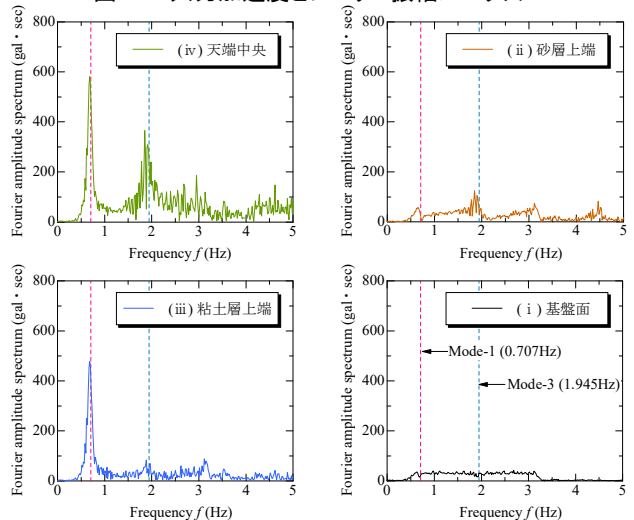 (iv) 天端中央
Fourier amplitude spectrum (gal・sec)
800
600
400
200
0
0 1 2 3 4 5
Frequency f (Hz)
(ii) 砂層上端
Fourier amplitude spectrum (gal・sec)
800
600
400
200
0
0 1 2 3 4 5
Frequency f (Hz)
(iii) 粘土層上端
Fourier amplitude spectrum (gal・sec)
800
600
400
200
0
0 1 2 3 4 5
Frequency f (Hz)
(i) 基盤面
Mode-1 (0.707Hz)
Mode-3 (1.945Hz)
Fourier amplitude spectrum (gal・sec)
800
600
400
200
0
0 1 2 3 4 5
Frequency f (Hz)